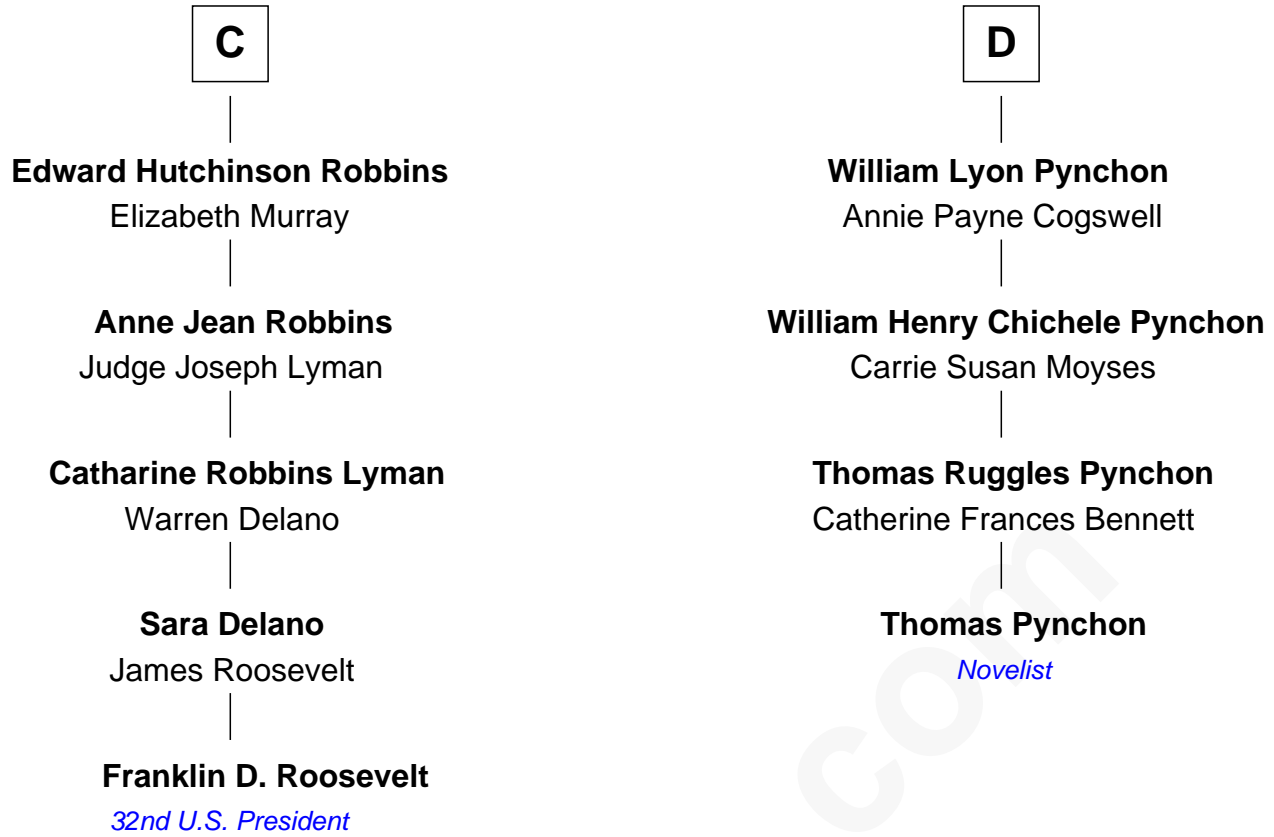 C
Edward Hutchinson Robbins
Elizabeth Murray
Anne Jean Robbins
Judge Joseph Lyman
Catharine Robbins Lyman
Warren Delano
Sara Delano
James Roosevelt
Franklin D. Roosevelt
32nd U.S. President
D
William Lyon Pynchon
Annie Payne Cogswell
William Henry Chichele Pynchon
Carrie Susan Moyses
Thomas Ruggles Pynchon
Catherine Frances Bennett
Thomas Pynchon
Novelist
com